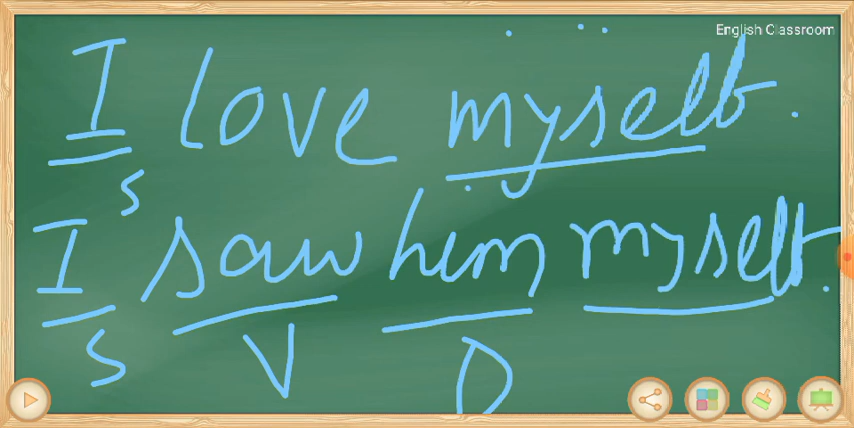 English Classroom
I love myself.
S
I saw him myself.
S V O